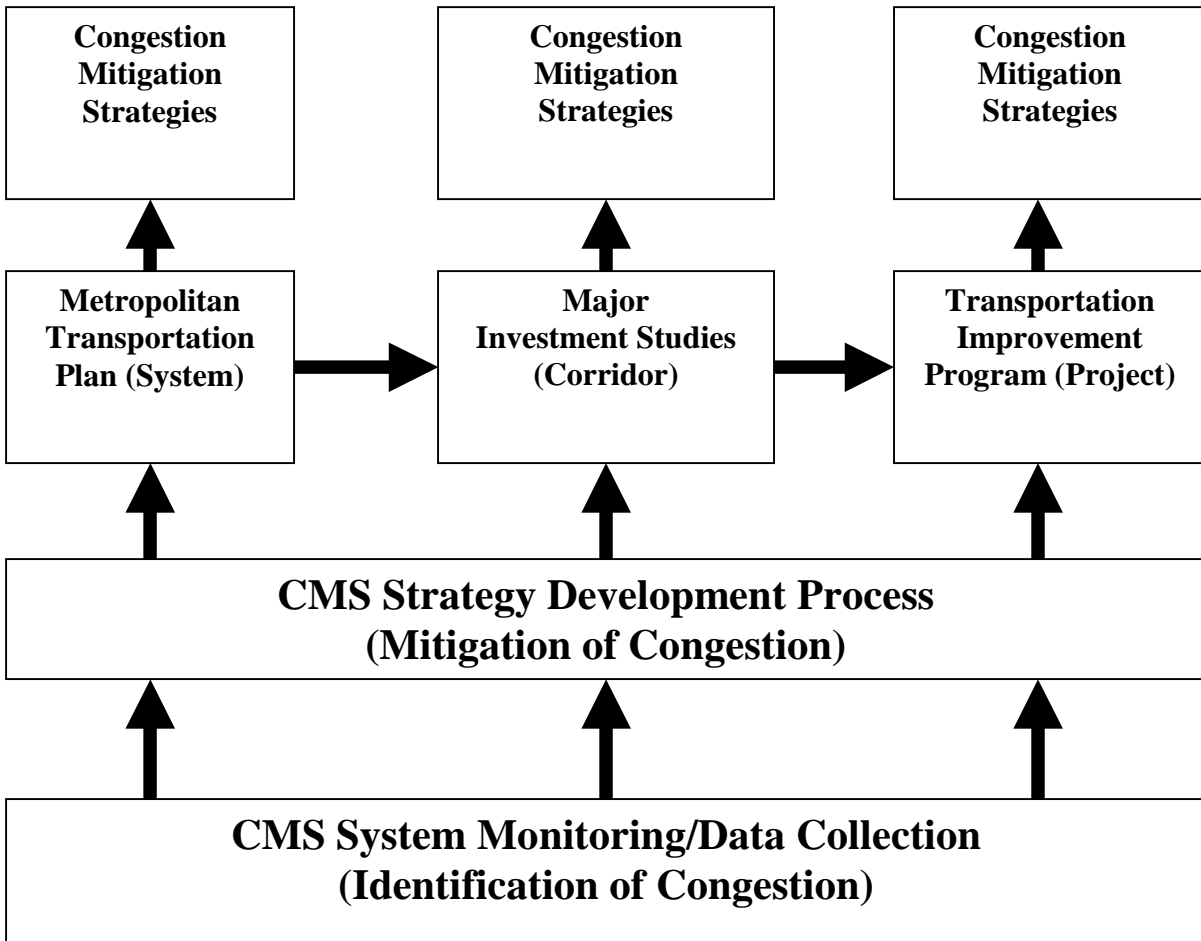 Congestion
Mitigation
Strategies
Congestion
Mitigation
Strategies
Congestion
Mitigation
Strategies
Metropolitan
Transportation
Plan (System)
Major
Investment Studies
(Corridor)
Transportation
Improvement
Program (Project)
CMS Strategy Development Process
(Mitigation of Congestion)
CMS System Monitoring/Data Collection
(Identification of Congestion)